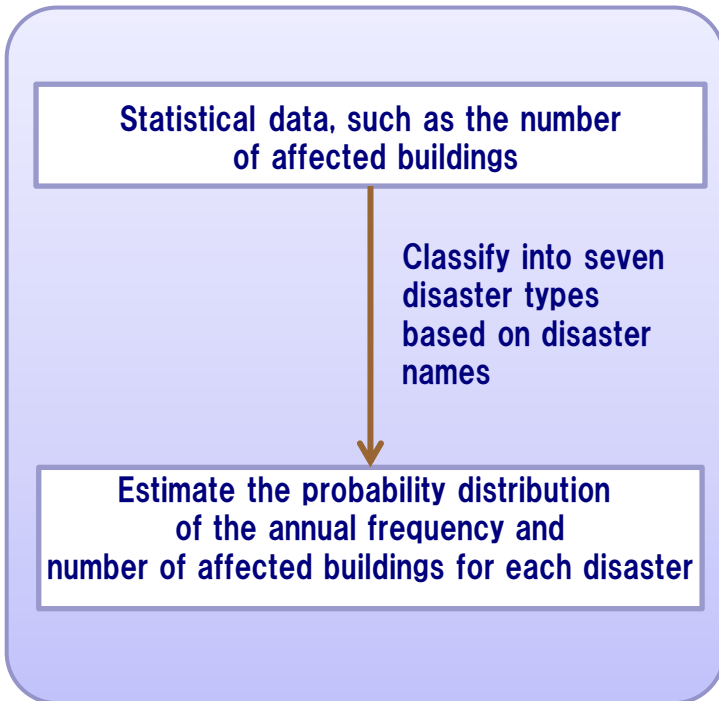 Statistical data, such as the number
of affected buildings
Classify into seven
disaster types
based on disaster
names
Estimate the probability distribution
of the annual frequency and
number of affected buildings for each disaster